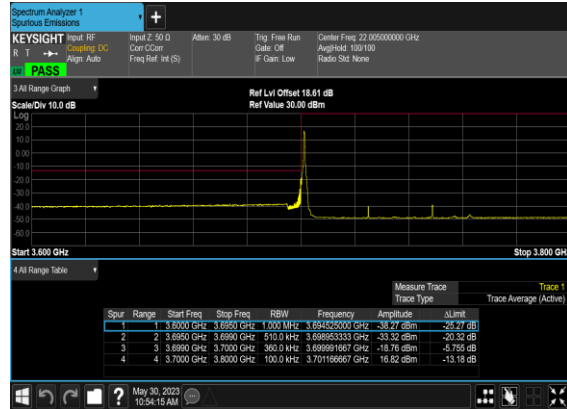 Spectrum Analyzer 1
Spurious Emissions
+
KEYSIGHT Input: RF Input Z: 50 Ω Atten: 30 dB Trig: Free Run Center Freq: 22.005000000 GHz
R T Coupling: DC Corr CCorr Gate: Off Avg|Hold: 100/100
Align: Auto Freq Ref: Int (S) IF Gain: Low Radio Std: None
PASS
3 All Range Graph
Ref Lvl Offset 18.61 dB
Scale/Div 10.0 dB Ref Value 30.00 dBm
Log
20.0
10.0
0.00
-10.0
-20.0
-30.0
-40.0
-50.0
-60.0
Start 3.600 GHz Stop 3.800 GH
4 All Range Table
Measure Trace Trace 1
Trace Type Trace Average (Active)
Spur Range Start Freq Stop Freq RBW Frequency Amplitude ΔLimit
1 1 3.6000 GHz 3.6950 GHz 1.000 MHz 3.694525000 GHz -38.27 dBm -25.27 dB
2 2 3.6950 GHz 3.6990 GHz 510.0 kHz 3.698953333 GHz -33.32 dBm -20.32 dB
3 3 3.6990 GHz 3.7000 GHz 360.0 kHz 3.699991667 GHz -18.76 dBm -5.755 dB
4 4 3.7000 GHz 3.8000 GHz 100.0 kHz 3.701166667 GHz 16.82 dBm -13.18 dB
? May 30, 2023
10:54:15 AM